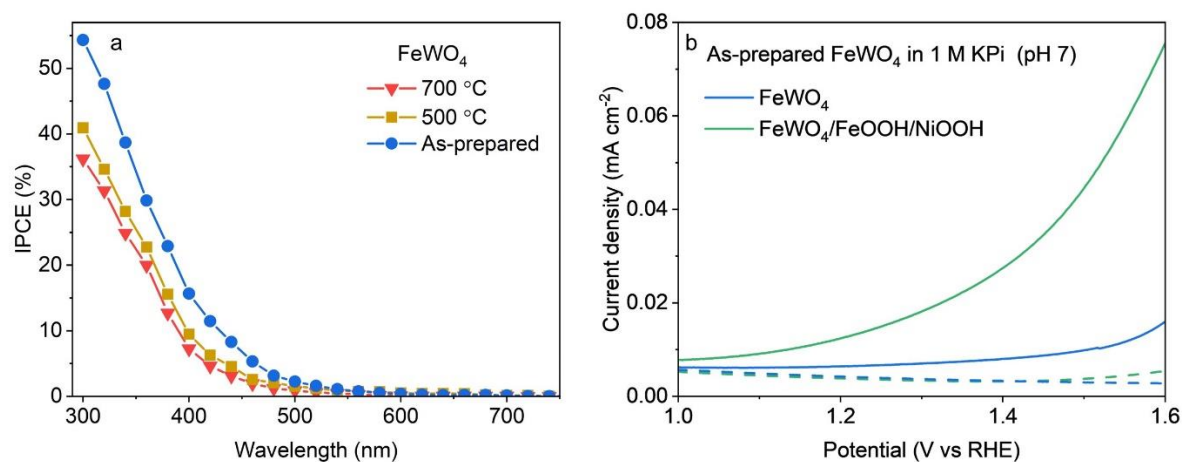 a
FeWO₄
700 °C
500 °C
As-prepared
50
40
30
20
10
0
IPCE (%)
300
400
500
600
700
Wavelength (nm)
b
As-prepared FeWO₄ in 1 M KPi (pH 7)
FeWO₄
FeWO₄/FeOOH/NiOOH
0.08
0.06
0.04
0.02
0.00
Current density (mA cm⁻²)
1.0
1.2
1.4
1.6
Potential (V vs RHE)